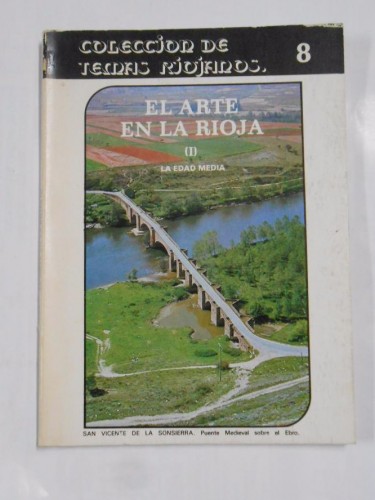 COLECCION DE
TEMAS RIOJANOS.
8
EL ARTE
EN LA RIOJA
(I)
LA EDAD MEDIA
SAN VICENTE DE LA SONSIERRA. Puente Medieval sobre el Ebro.